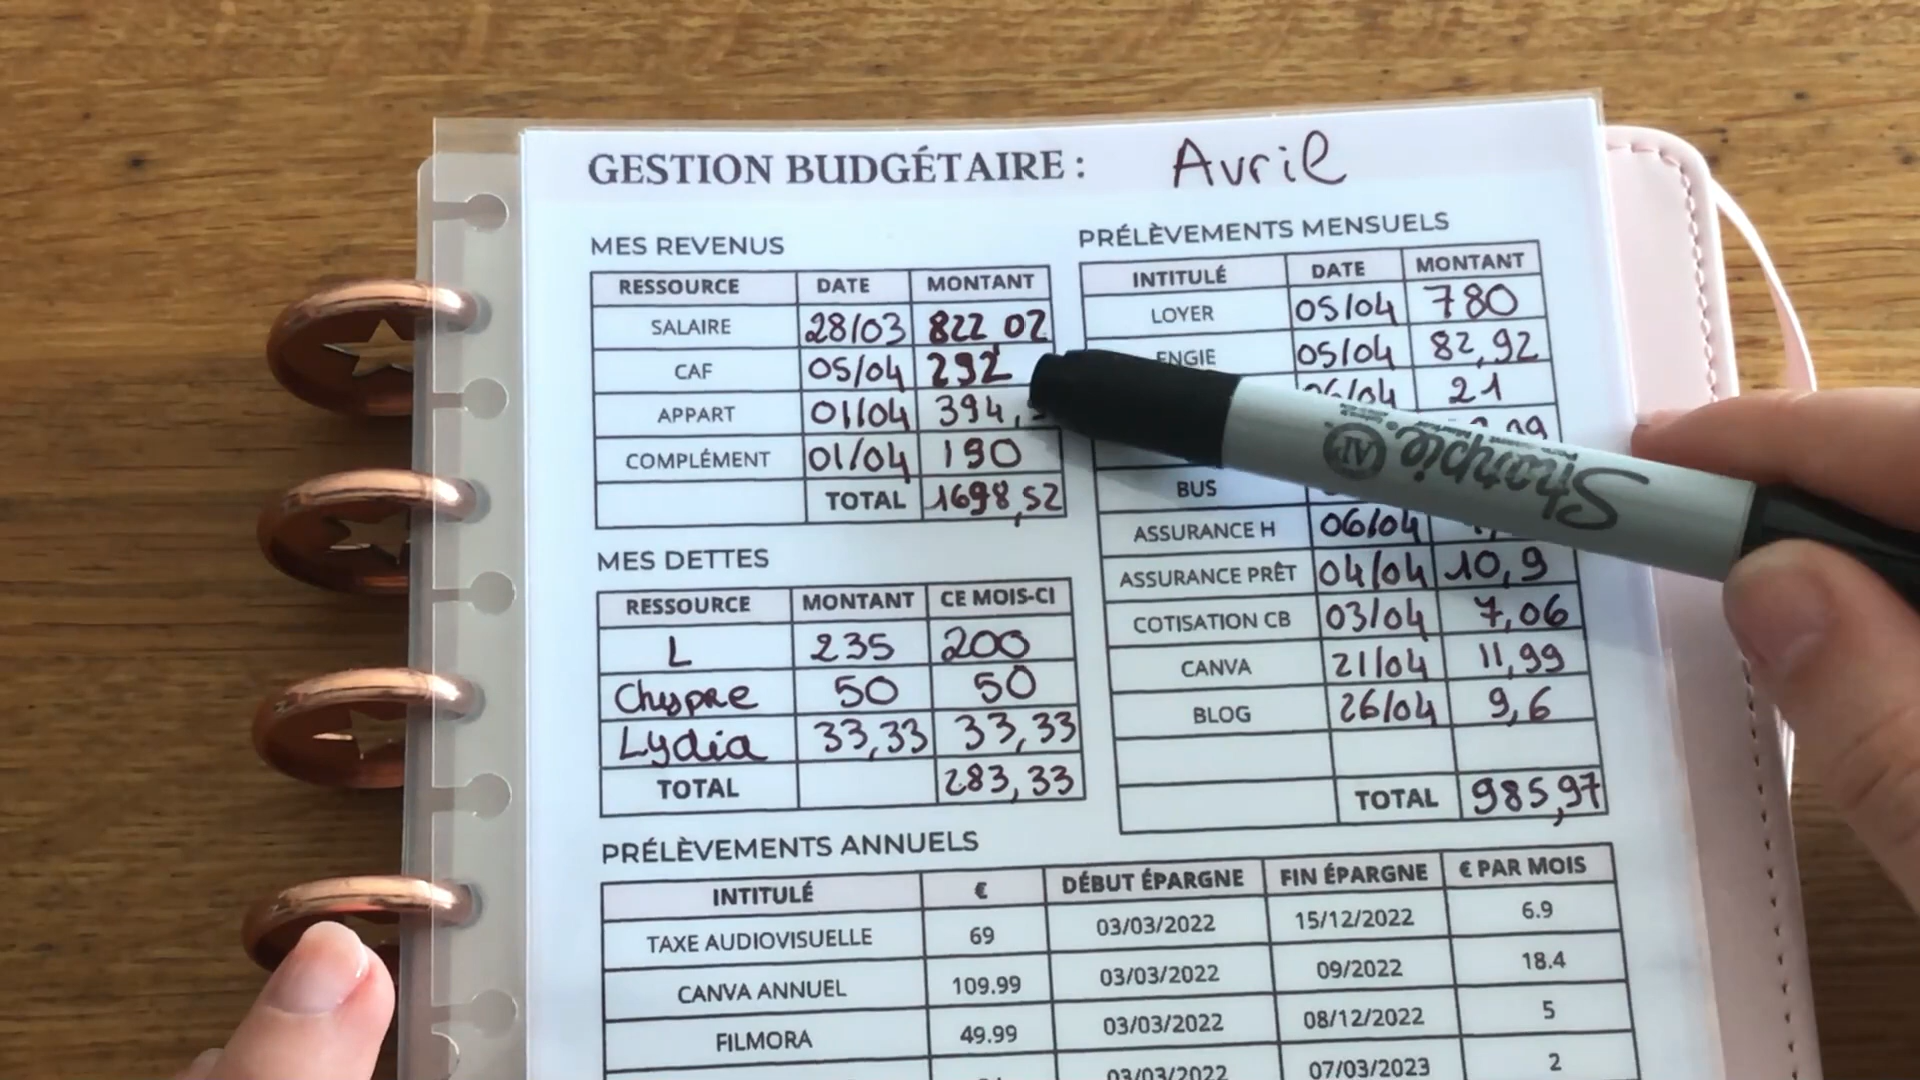 GESTION BUDGÉTAIRE : Avril
MES REVENUS
RESSOURCE DATE MONTANT
SALAIRE 28/03 822,02
CAF 05/04 292
APPART 01/04 394,
COMPLÉMENT 01/04 190
TOTAL 1698,52
MES DETTES
RESSOURCE MONTANT CE MOIS-CI
L 235 200
Chypre 50 50
Lydia 33,33 33,33
TOTAL 283,33
PRÉLÈVEMENTS MENSUELS
INTITULÉ DATE MONTANT
LOYER 05/04 780
ENGIE 05/04 82,92
06/04 21
BUS
ASSURANCE H 06/04
ASSURANCE PRÊT 04/04 10,9
COTISATION CB 03/04 7,06
CANVA 21/04 11,99
BLOG 26/04 9,6
TOTAL 985,97
PRÉLÈVEMENTS ANNUELS
INTITULÉ € DÉBUT ÉPARGNE FIN ÉPARGNE € PAR MOIS
TAXE AUDIOVISUELLE 69 03/03/2022 15/12/2022 6.9
CANVA ANNUEL 109.99 03/03/2022 09/2022 18.4
FILMORA 49.99 03/03/2022 08/12/2022 5
03/03/2022 07/03/2023 2
Sharpie